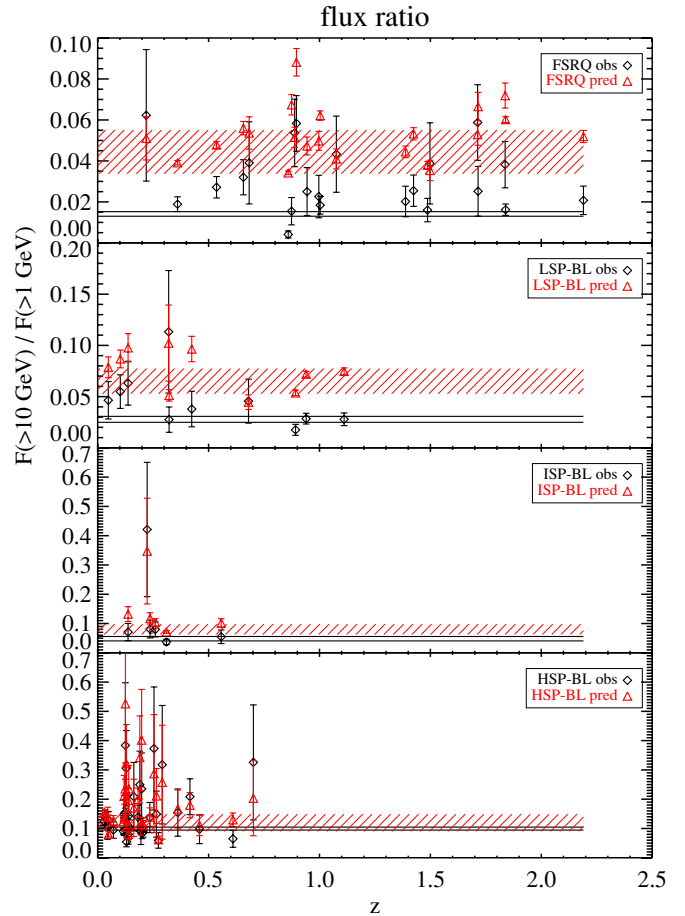 flux ratio
F(>10 GeV) / F(>1 GeV)
0.10
0.08
0.06
0.04
0.02
0.00
FSRQ obs
FSRQ pred
0.20
0.15
0.10
0.05
0.00
LSP-BL obs
LSP-BL pred
0.7
0.6
0.5
0.4
0.3
0.2
0.1
0.0
ISP-BL obs
ISP-BL pred
0.7
0.6
0.5
0.4
0.3
0.2
0.1
0.0
HSP-BL obs
HSP-BL pred
0.0 0.5 1.0 1.5 2.0 2.5
z